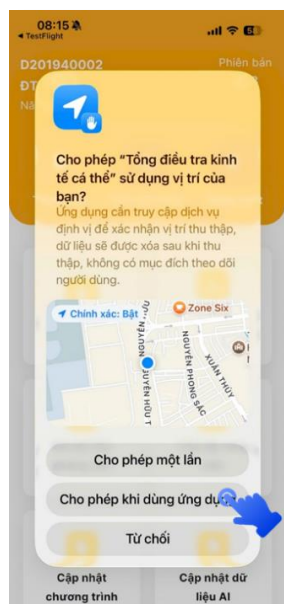 08:15
◀ TestFlight
D201940002
Phiên bản
ĐT
Nă
Cho phép “Tổng điều tra kinh
tế cá thể” sử dụng vị trí của
bạn?
Ứng dụng cần truy cập dịch vụ
định vị để xác nhận vị trí thu thập,
dữ liệu sẽ được xóa sau khi thu
thập, không có mục đích theo dõi
người dùng.
Chính xác: Bật
Zone Six
NGUYỄN PHONG SẮC
XUÂN THỦY
Cho phép một lần
Cho phép khi dùng ứng dụng
Từ chối
Cập nhật
chương trình
Cập nhật dữ
liệu AI